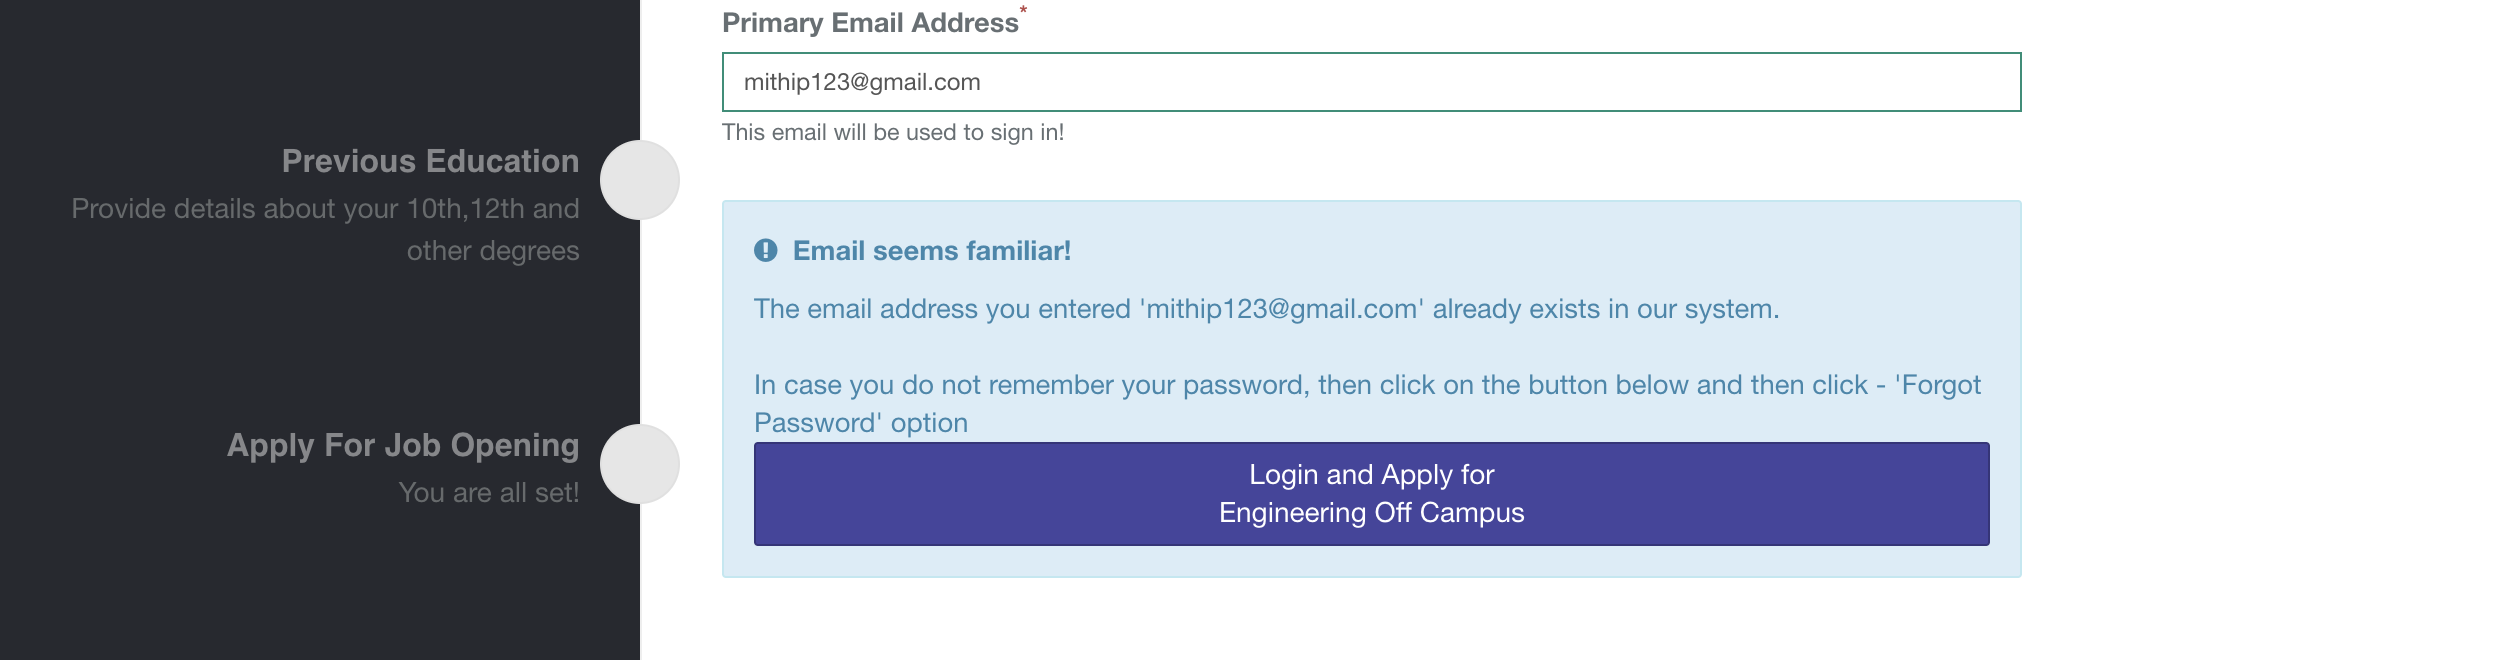 Primary Email Address*
mithip123@gmail.com
This email will be used to sign in!
Previous Education
Provide details about your 10th,12th and
other degrees
Email seems familiar!
The email address you entered 'mithip123@gmail.com' already exists in our system.
In case you do not remember your password, then click on the button below and then click - 'Forgot
Password' option
Apply For Job Opening
You are all set!
Login and Apply for
Engineering Off Campus